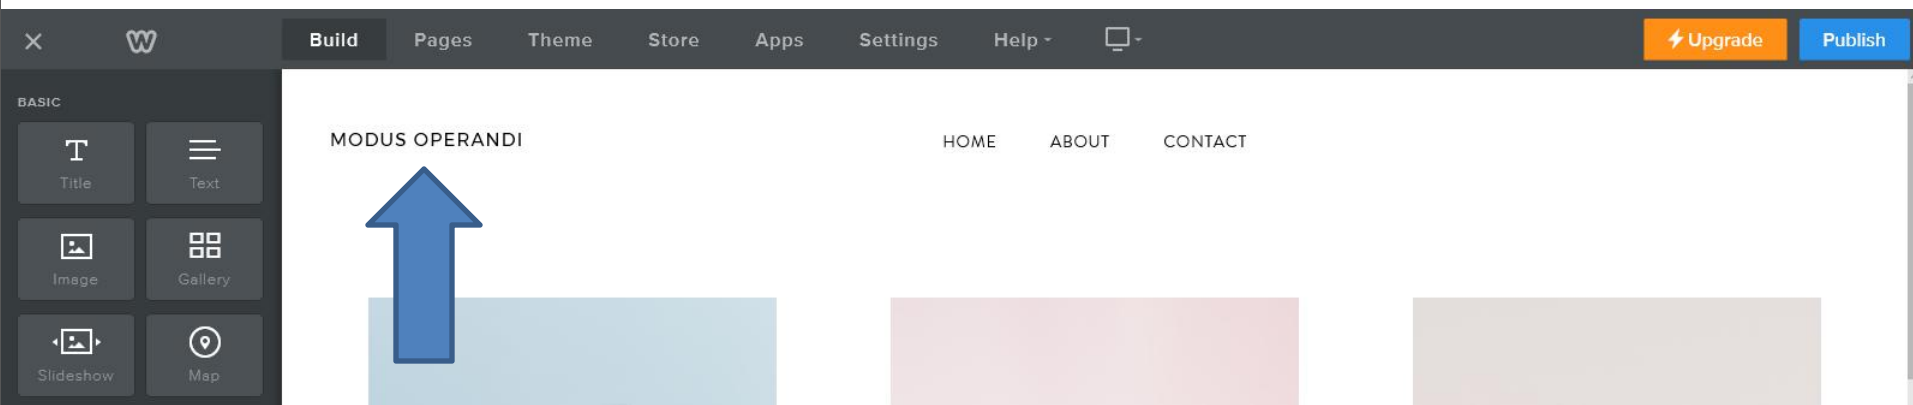 Build Pages Theme Store Apps Settings Help Upgrade Publish
BASIC
MODUS OPERANDI HOME ABOUT CONTACT
Title Text
Image Gallery
Slideshow Map